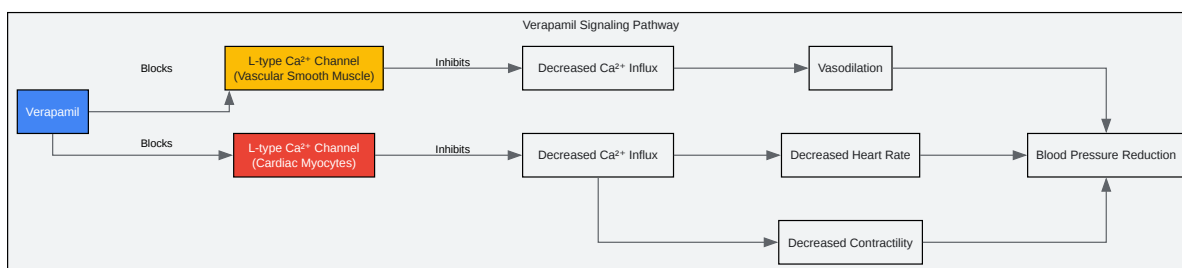 Verapamil Signaling Pathway
Verapamil
Blocks
L-type Ca²⁺ Channel
(Vascular Smooth Muscle)
Inhibits
Decreased Ca²⁺ Influx
Vasodilation
Blocks
L-type Ca²⁺ Channel
(Cardiac Myocytes)
Inhibits
Decreased Ca²⁺ Influx
Decreased Heart Rate
Blood Pressure Reduction
Decreased Contractility